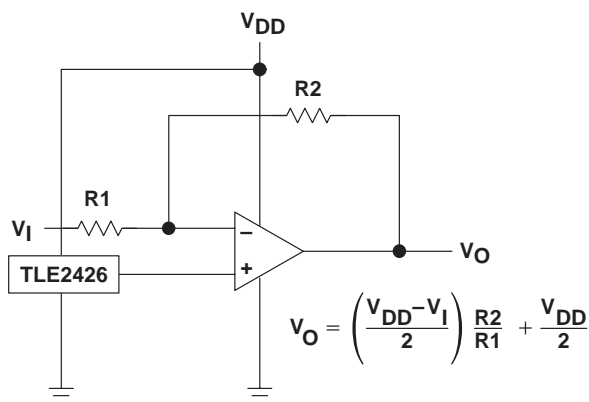 VDD
R2
R1
VI
−
+
TLE2426
VO
VO = ( (VDD−VI) / 2 ) R2/R1 + VDD/2